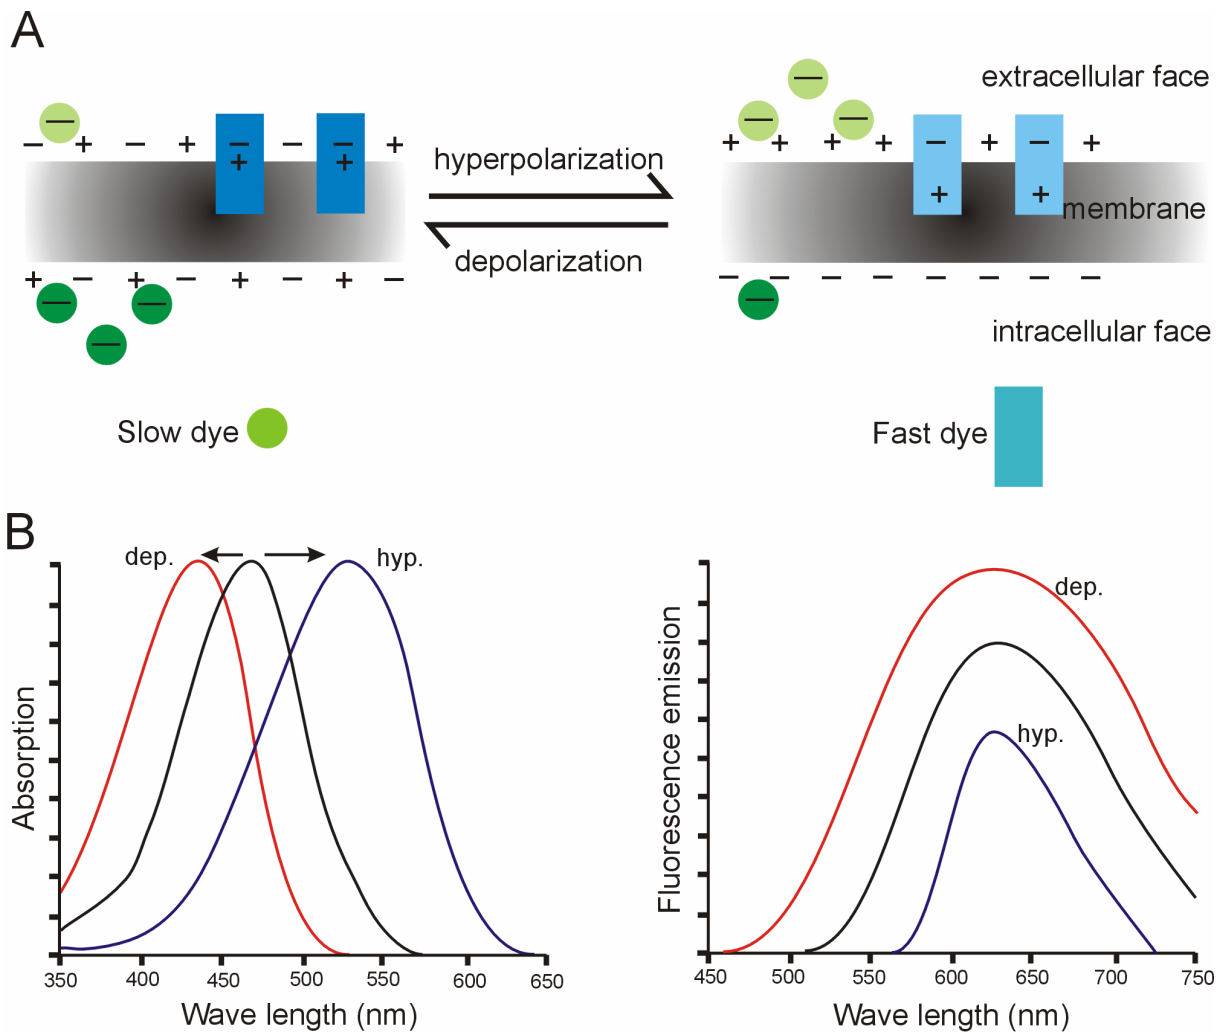 A
extracellular face
− + − + − − − − +
+ +
hyperpolarization
depolarization
+ − + − + − + −
− − −
−
− − −
+ + + + − + − +
+ +
membrane
− − − − − − − −
−
intracellular face
Slow dye
Fast dye
B
dep.
hyp.
Absorption
350 400 450 500 550 600 650
Wave length (nm)
dep.
hyp.
Fluorescence emission
450 500 550 600 650 700 750
Wave length (nm)